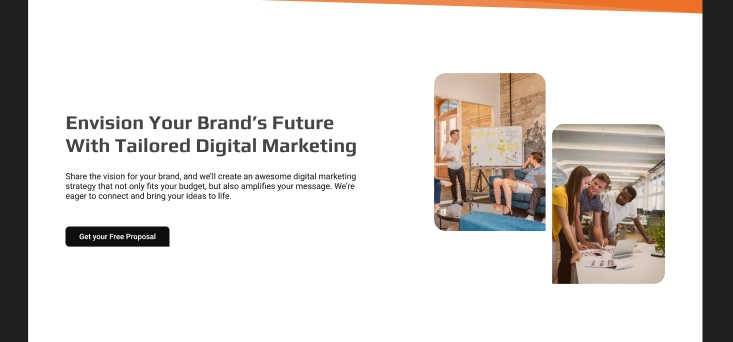 Envision Your Brand’s Future
With Tailored Digital Marketing
Share the vision for your brand, and we’ll create an awesome digital marketing
strategy that not only fits your budget, but also amplifies your message. We’re
eager to connect and bring your ideas to life.
Get your Free Proposal